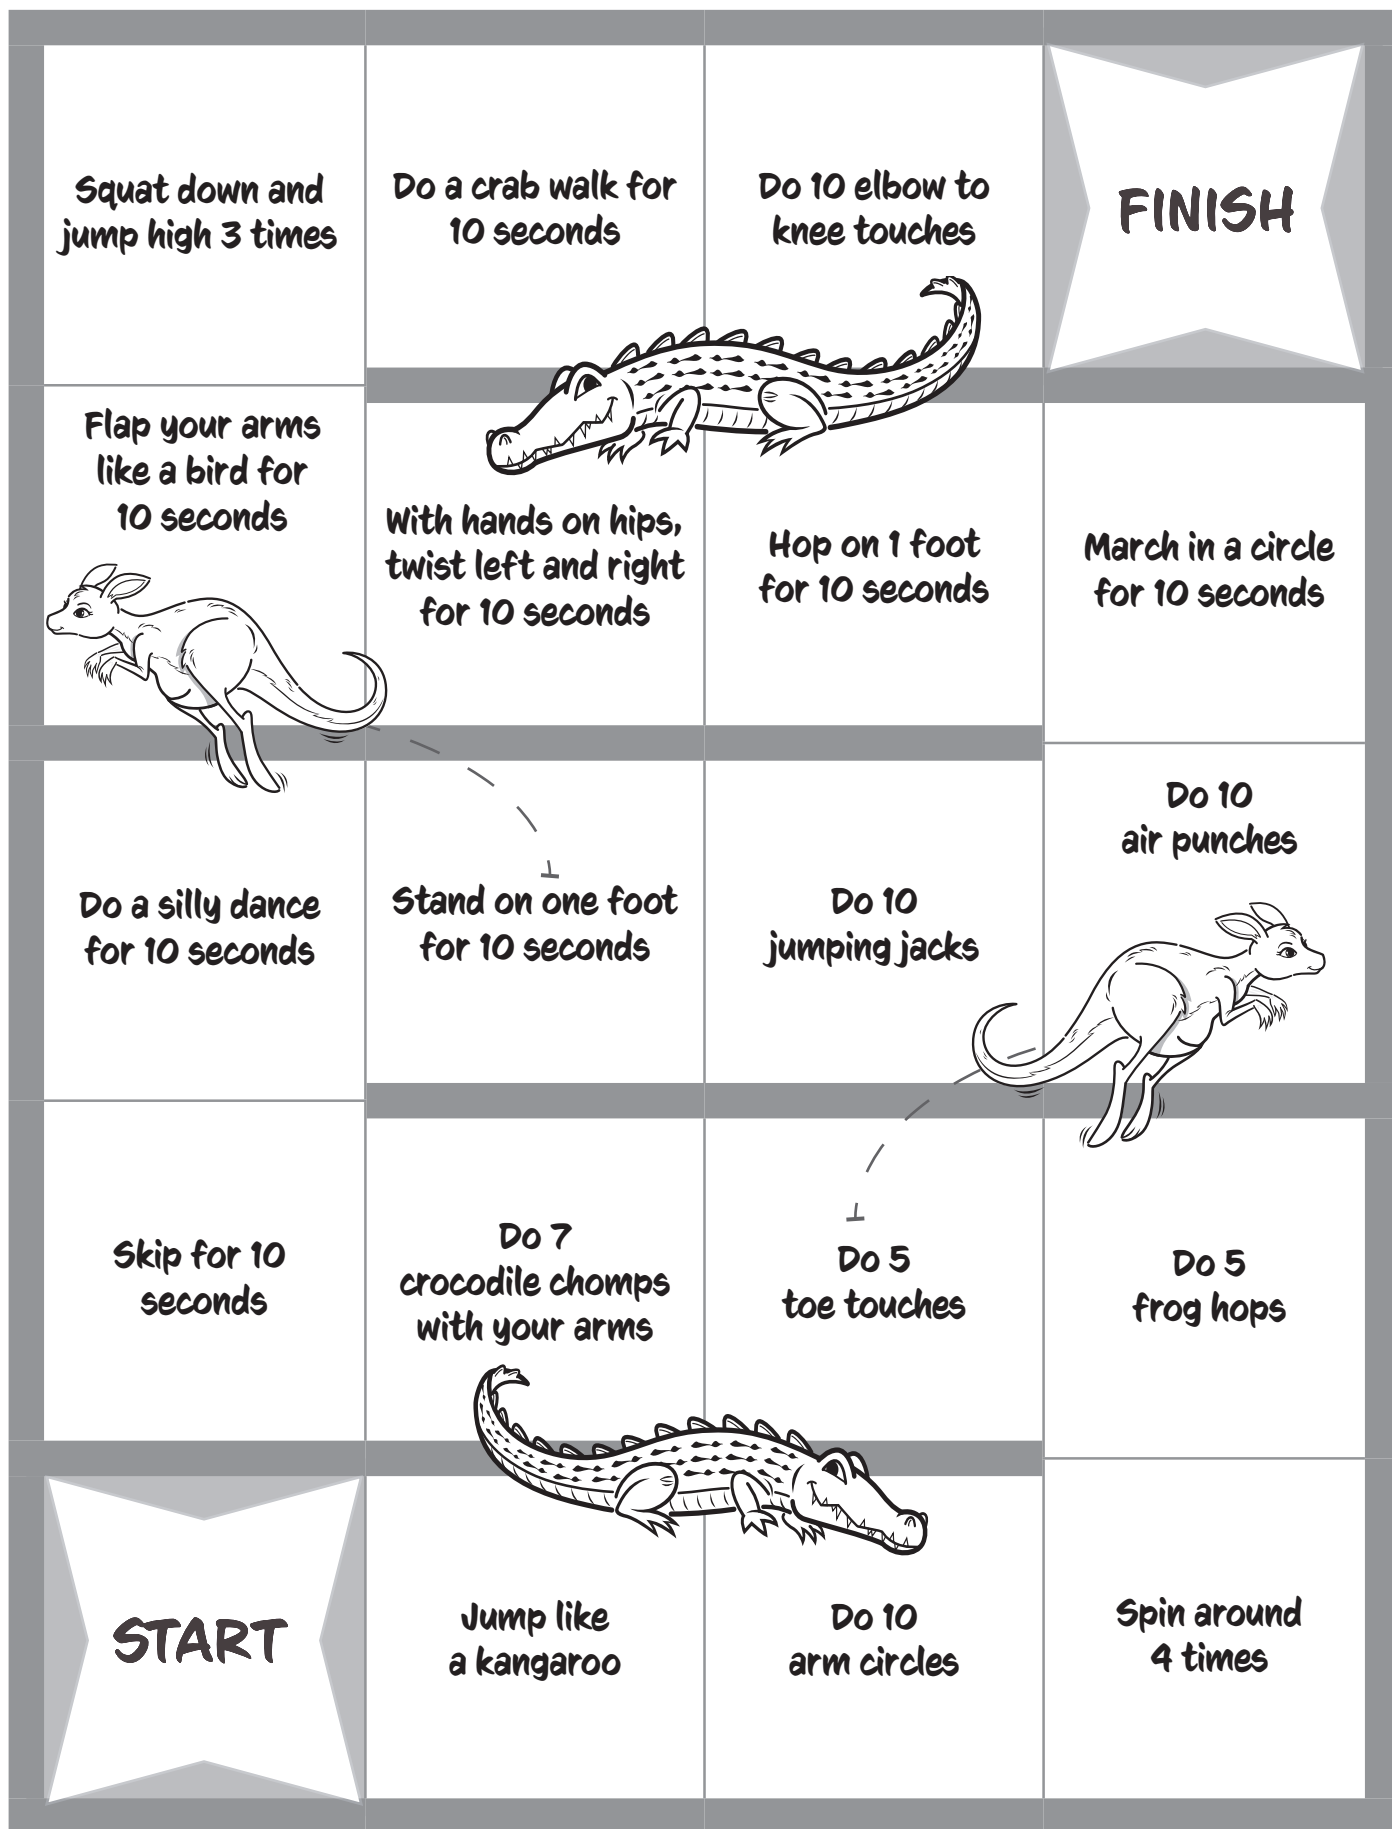 Squat down and
jump high 3 times
Do a crab walk for
10 seconds
Do 10 elbow to
knee touches
FINISH
Flap your arms
like a bird for
10 seconds
With hands on hips,
twist left and right
for 10 seconds
Hop on 1 foot
for 10 seconds
March in a circle
for 10 seconds
Do a silly dance
for 10 seconds
Stand on one foot
for 10 seconds
Do 10
jumping jacks
Do 10
air punches
Skip for 10
seconds
Do 7
crocodile chomps
with your arms
Do 5
toe touches
Do 5
frog hops
START
Jump like
a kangaroo
Do 10
arm circles
Spin around
4 times